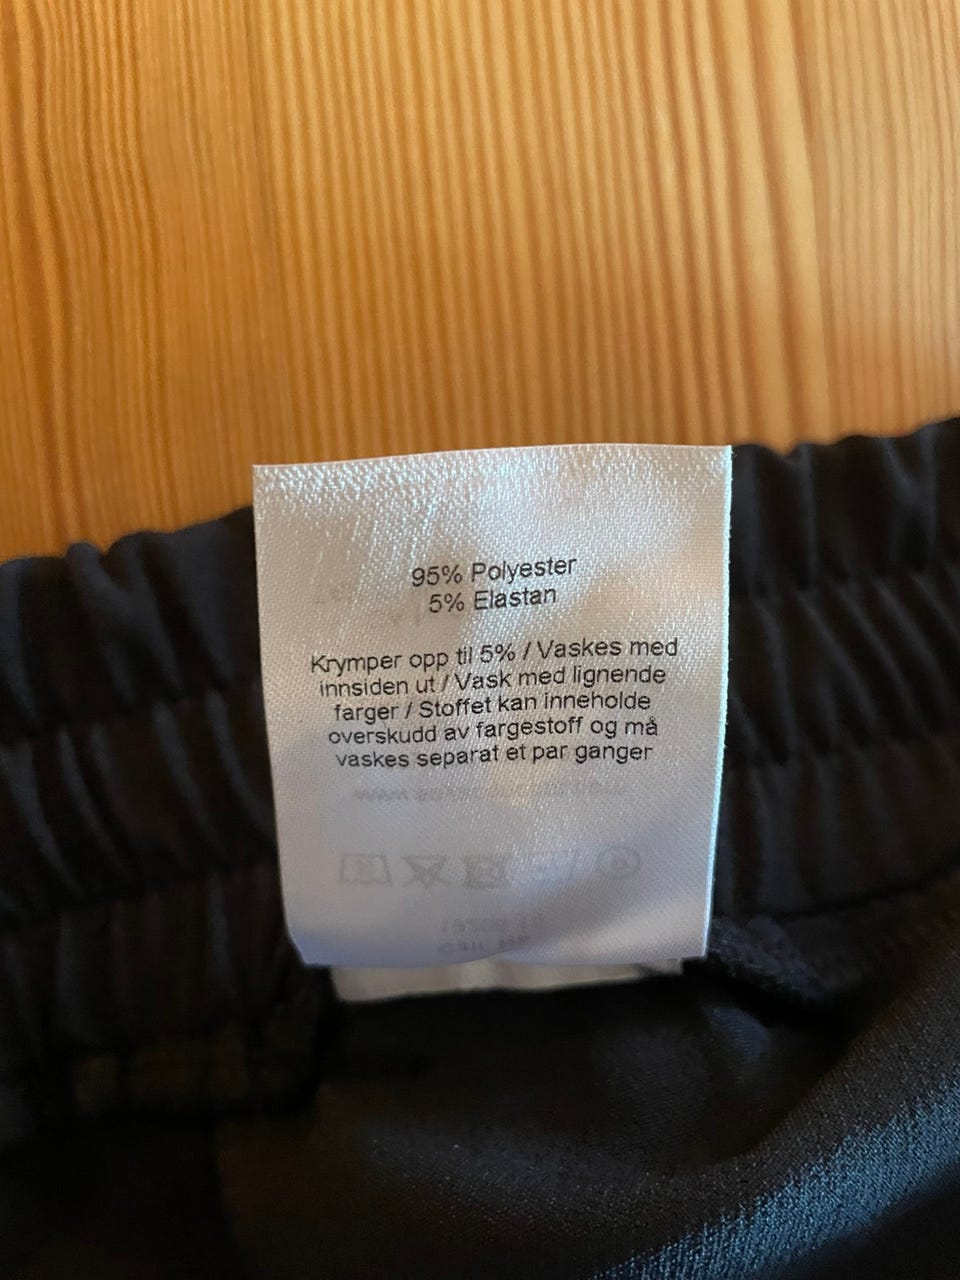 95% Polyester
5% Elastan
Krymper opp til 5% / Vaskes med
innsiden ut / Vask med lignende
farger / Stoffet kan inneholde
overskudd av fargestoff og må
vaskes separat et par ganger